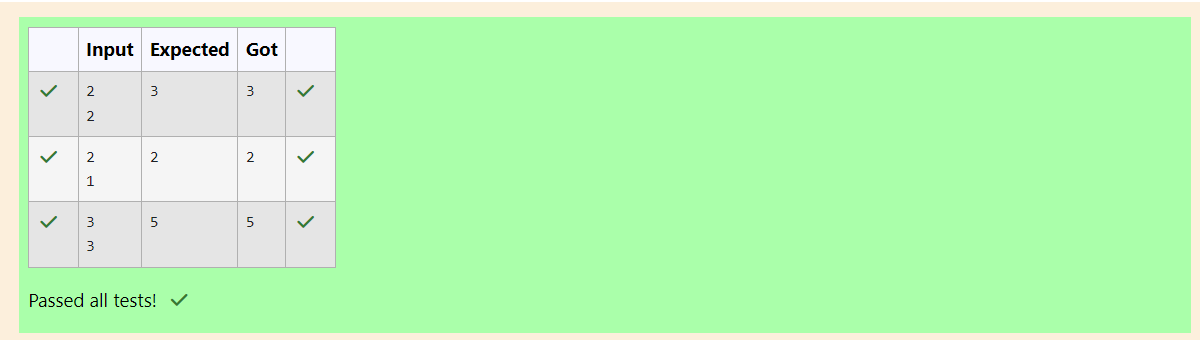 Input Expected Got
2 3 3
2
2 2 2
1
3 5 5
3
Passed all tests!